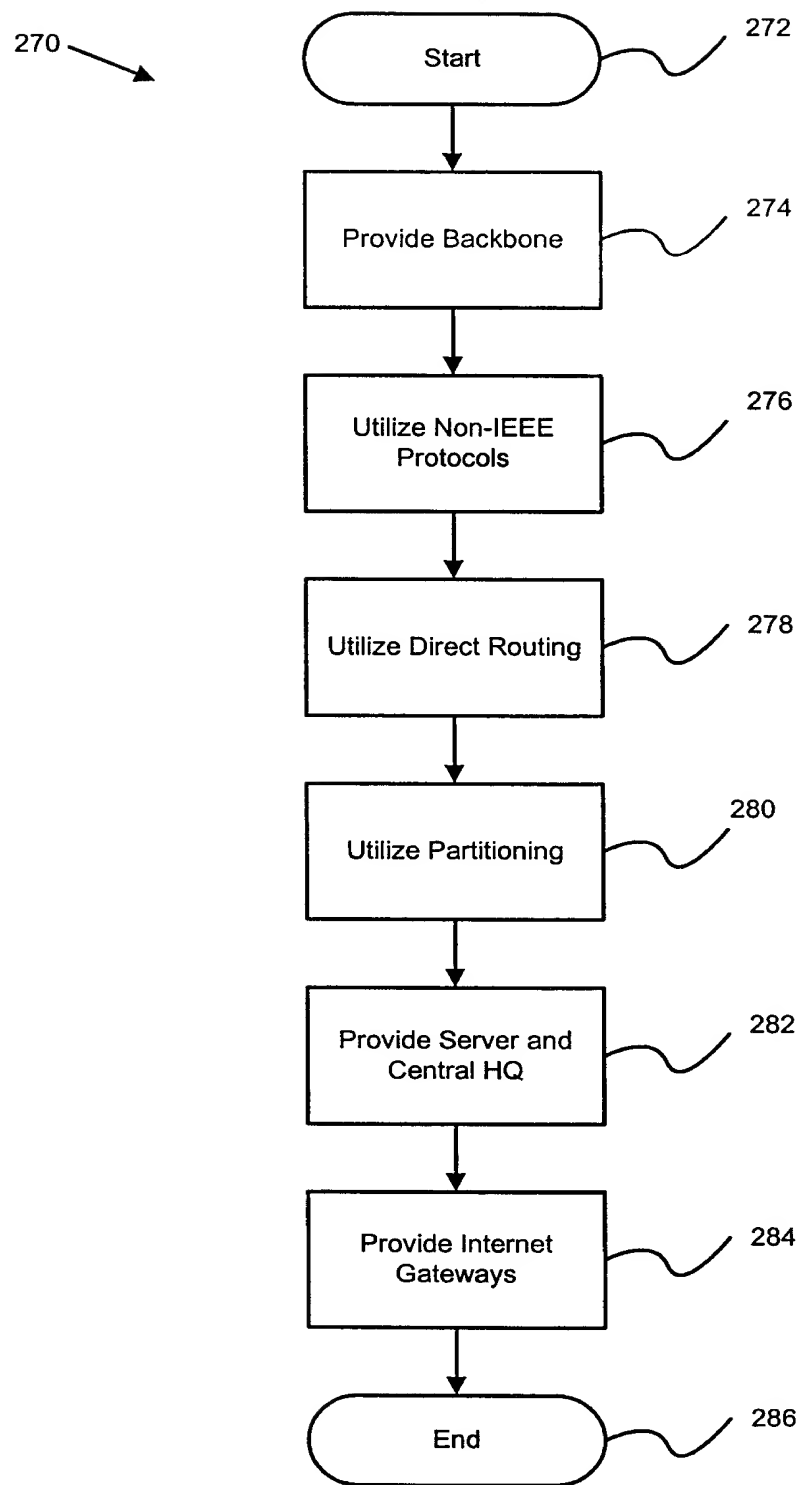 270
Start
272
Provide Backbone
274
Utilize Non-IEEE
Protocols
276
Utilize Direct Routing
278
Utilize Partitioning
280
Provide Server and
Central HQ
282
Provide Internet
Gateways
284
End
286